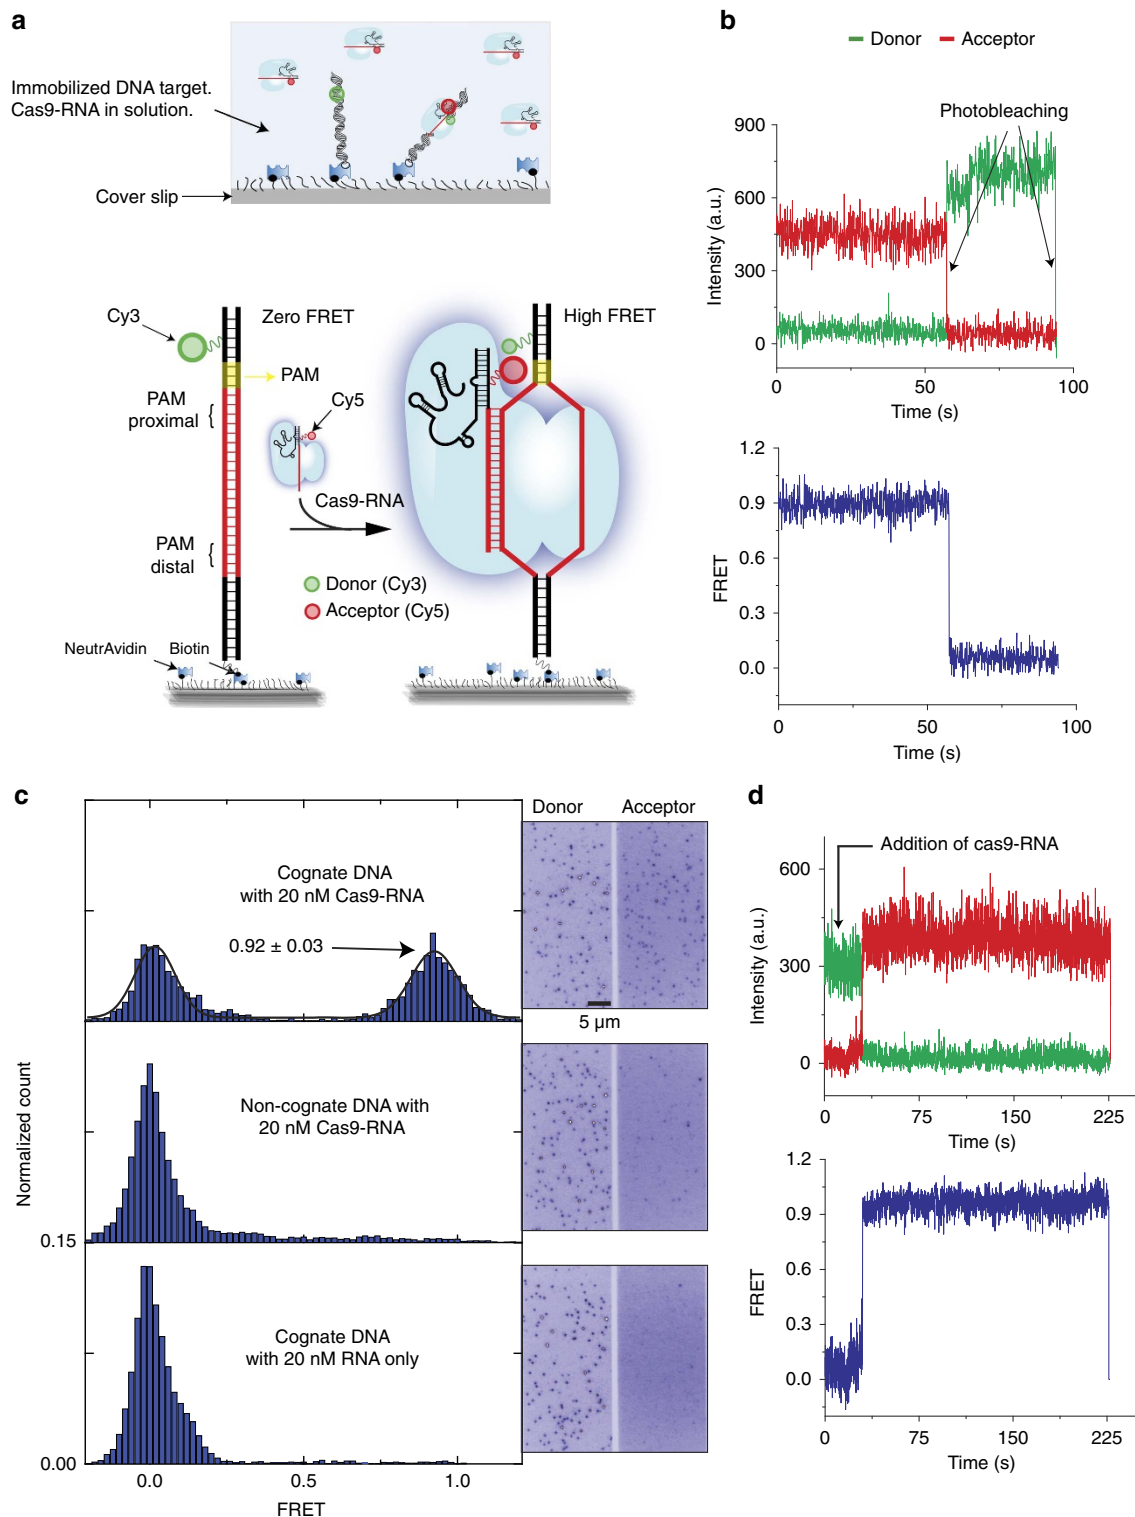 a
Immobilized DNA target.
Cas9-RNA in solution.
Cover slip
Cy3
Zero FRET
High FRET
PAM
PAM
proximal
Cy5
Cas9-RNA
PAM
distal
Donor (Cy3)
Acceptor (Cy5)
NeutrAvidin
Biotin
b
Donor
Acceptor
Photobleaching
900
600
300
0
Intensity (a.u.)
0
50
100
Time (s)
1.2
0.9
0.6
0.3
0.0
FRET
0
50
100
Time (s)
c
Donor
Acceptor
Cognate DNA
with 20 nM Cas9-RNA
0.92 ± 0.03
5 µm
Non-cognate DNA with
20 nM Cas9-RNA
Normalized count
0.15
Cognate DNA
with 20 nM RNA only
0.00
0.0
0.5
1.0
FRET
d
Addition of cas9-RNA
600
300
0
Intensity (a.u.)
0
75
150
225
Time (s)
1.2
0.9
0.6
0.3
0.0
FRET
0
75
150
225
Time (s)